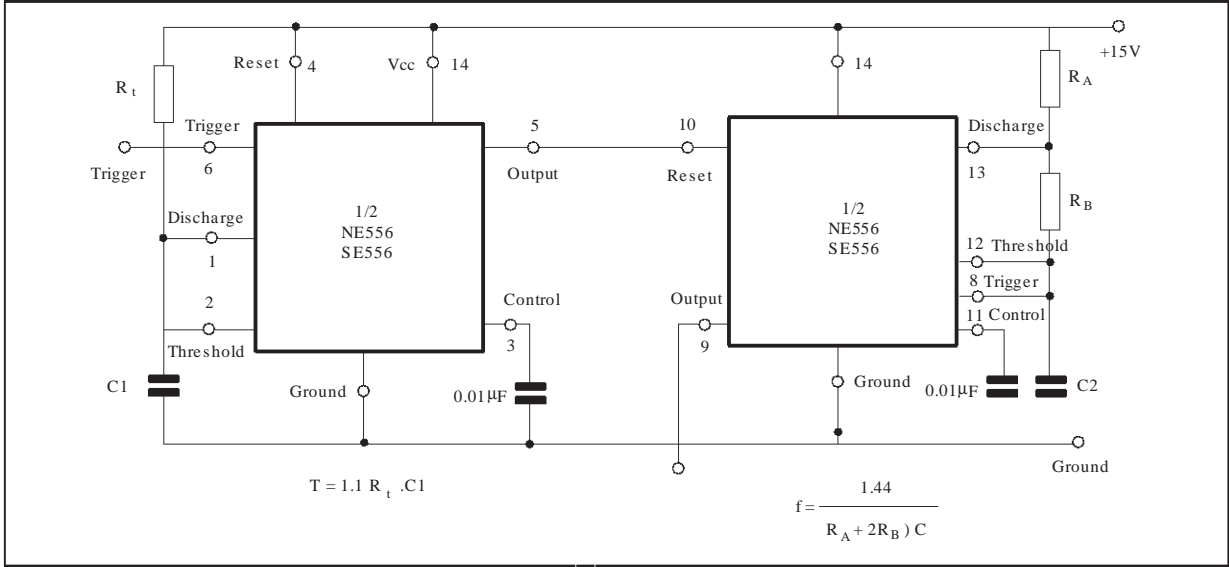 +15V
Reset
4
Vcc
14
14
R t
R A
Trigger
5
10
Discharge
Trigger
6
Output
Reset
13
1/2
NE556
SE556
1/2
NE556
SE556
R B
Discharge
1
12 Threshold
8 Trigger
11 Control
2
Threshold
Control
3
Output
9
C1
Ground
0.01μF
Ground
0.01μF
C2
Ground
T = 1.1 R t .C1
f = 1.44
R A + 2R B ) C